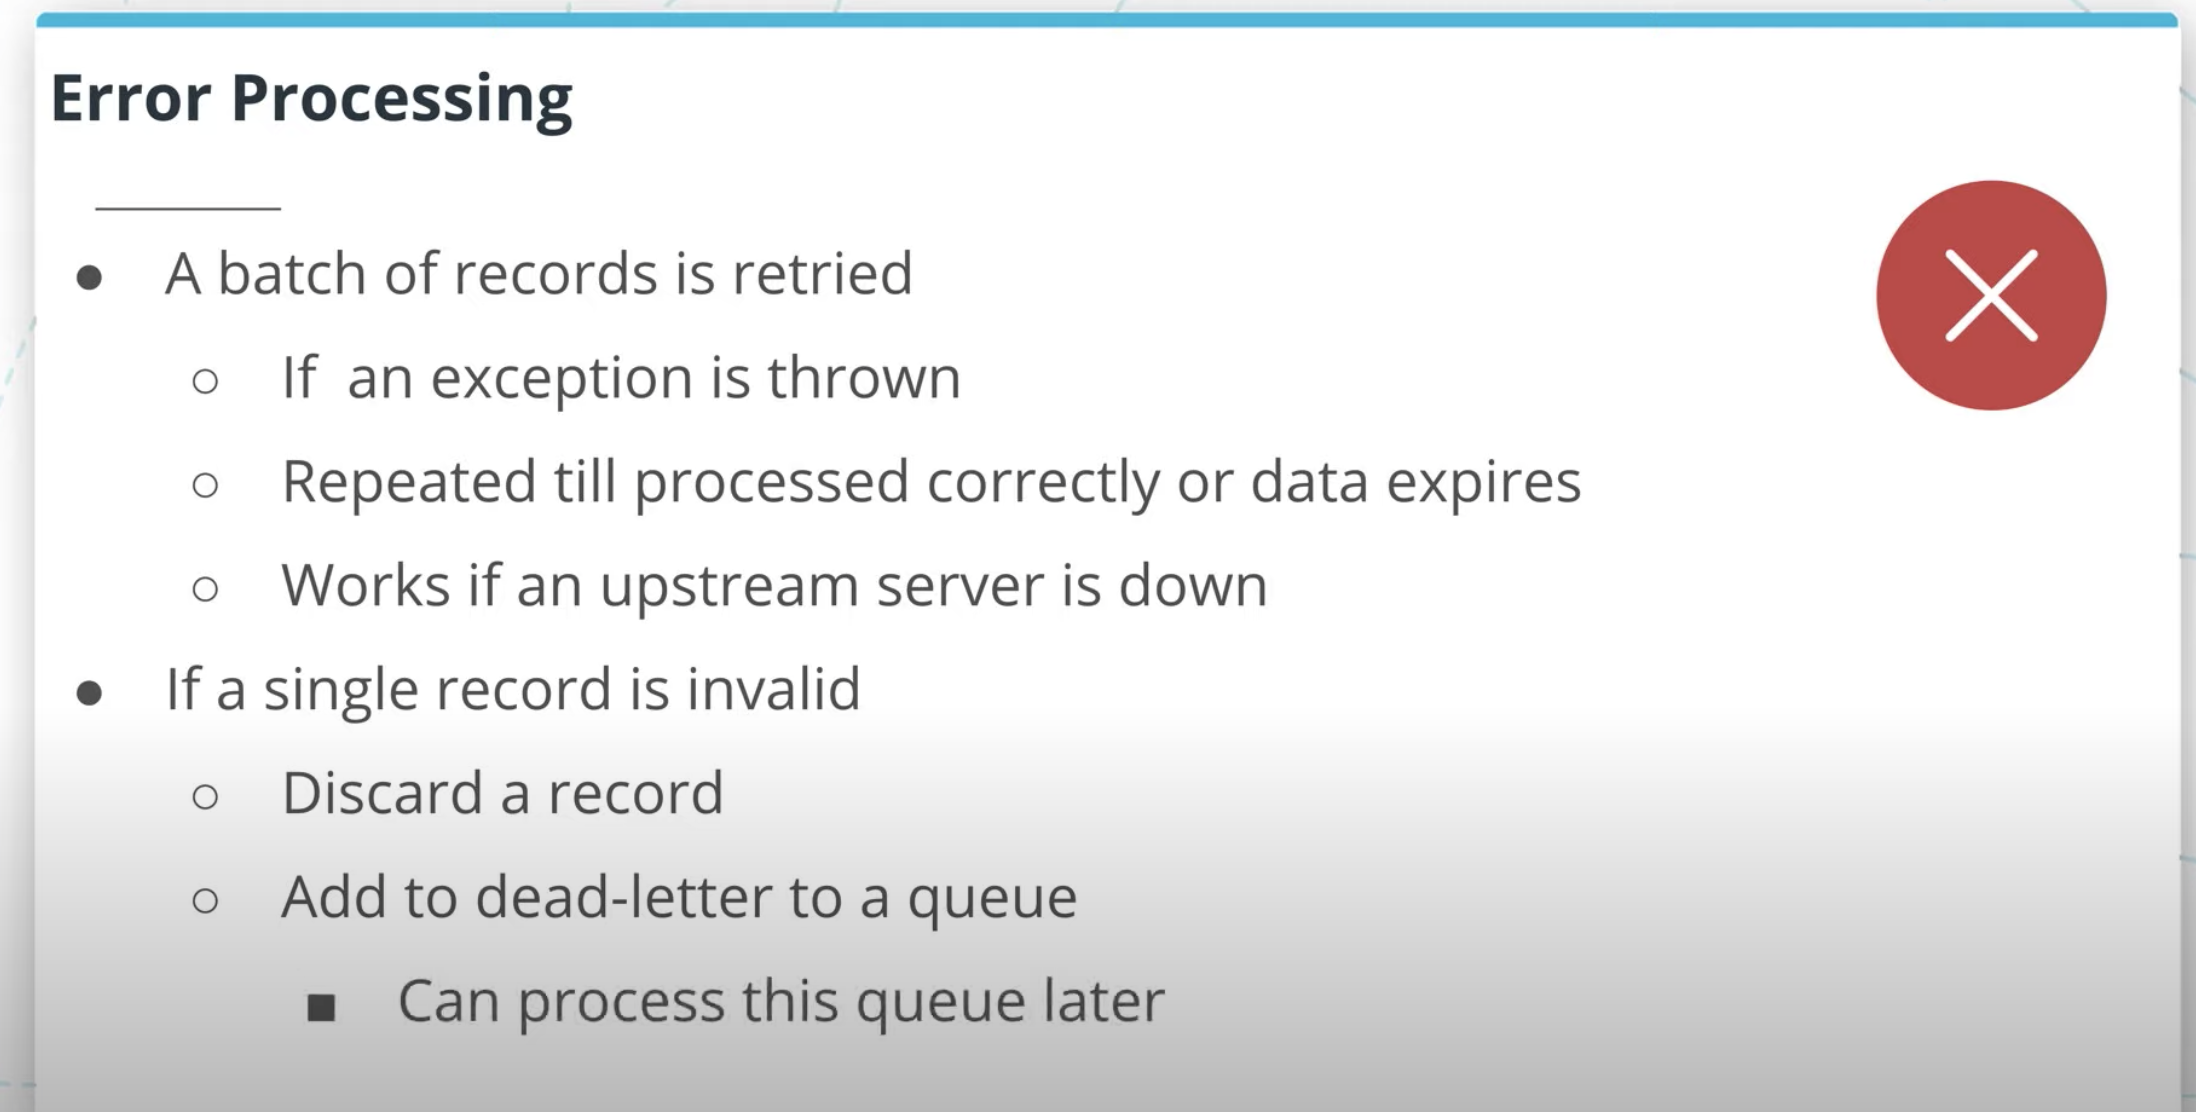 Error Processing
● A batch of records is retried
○ If  an exception is thrown
○ Repeated till processed correctly or data expires
○ Works if an upstream server is down
● If a single record is invalid
○ Discard a record
○ Add to dead-letter to a queue
■ Can process this queue later